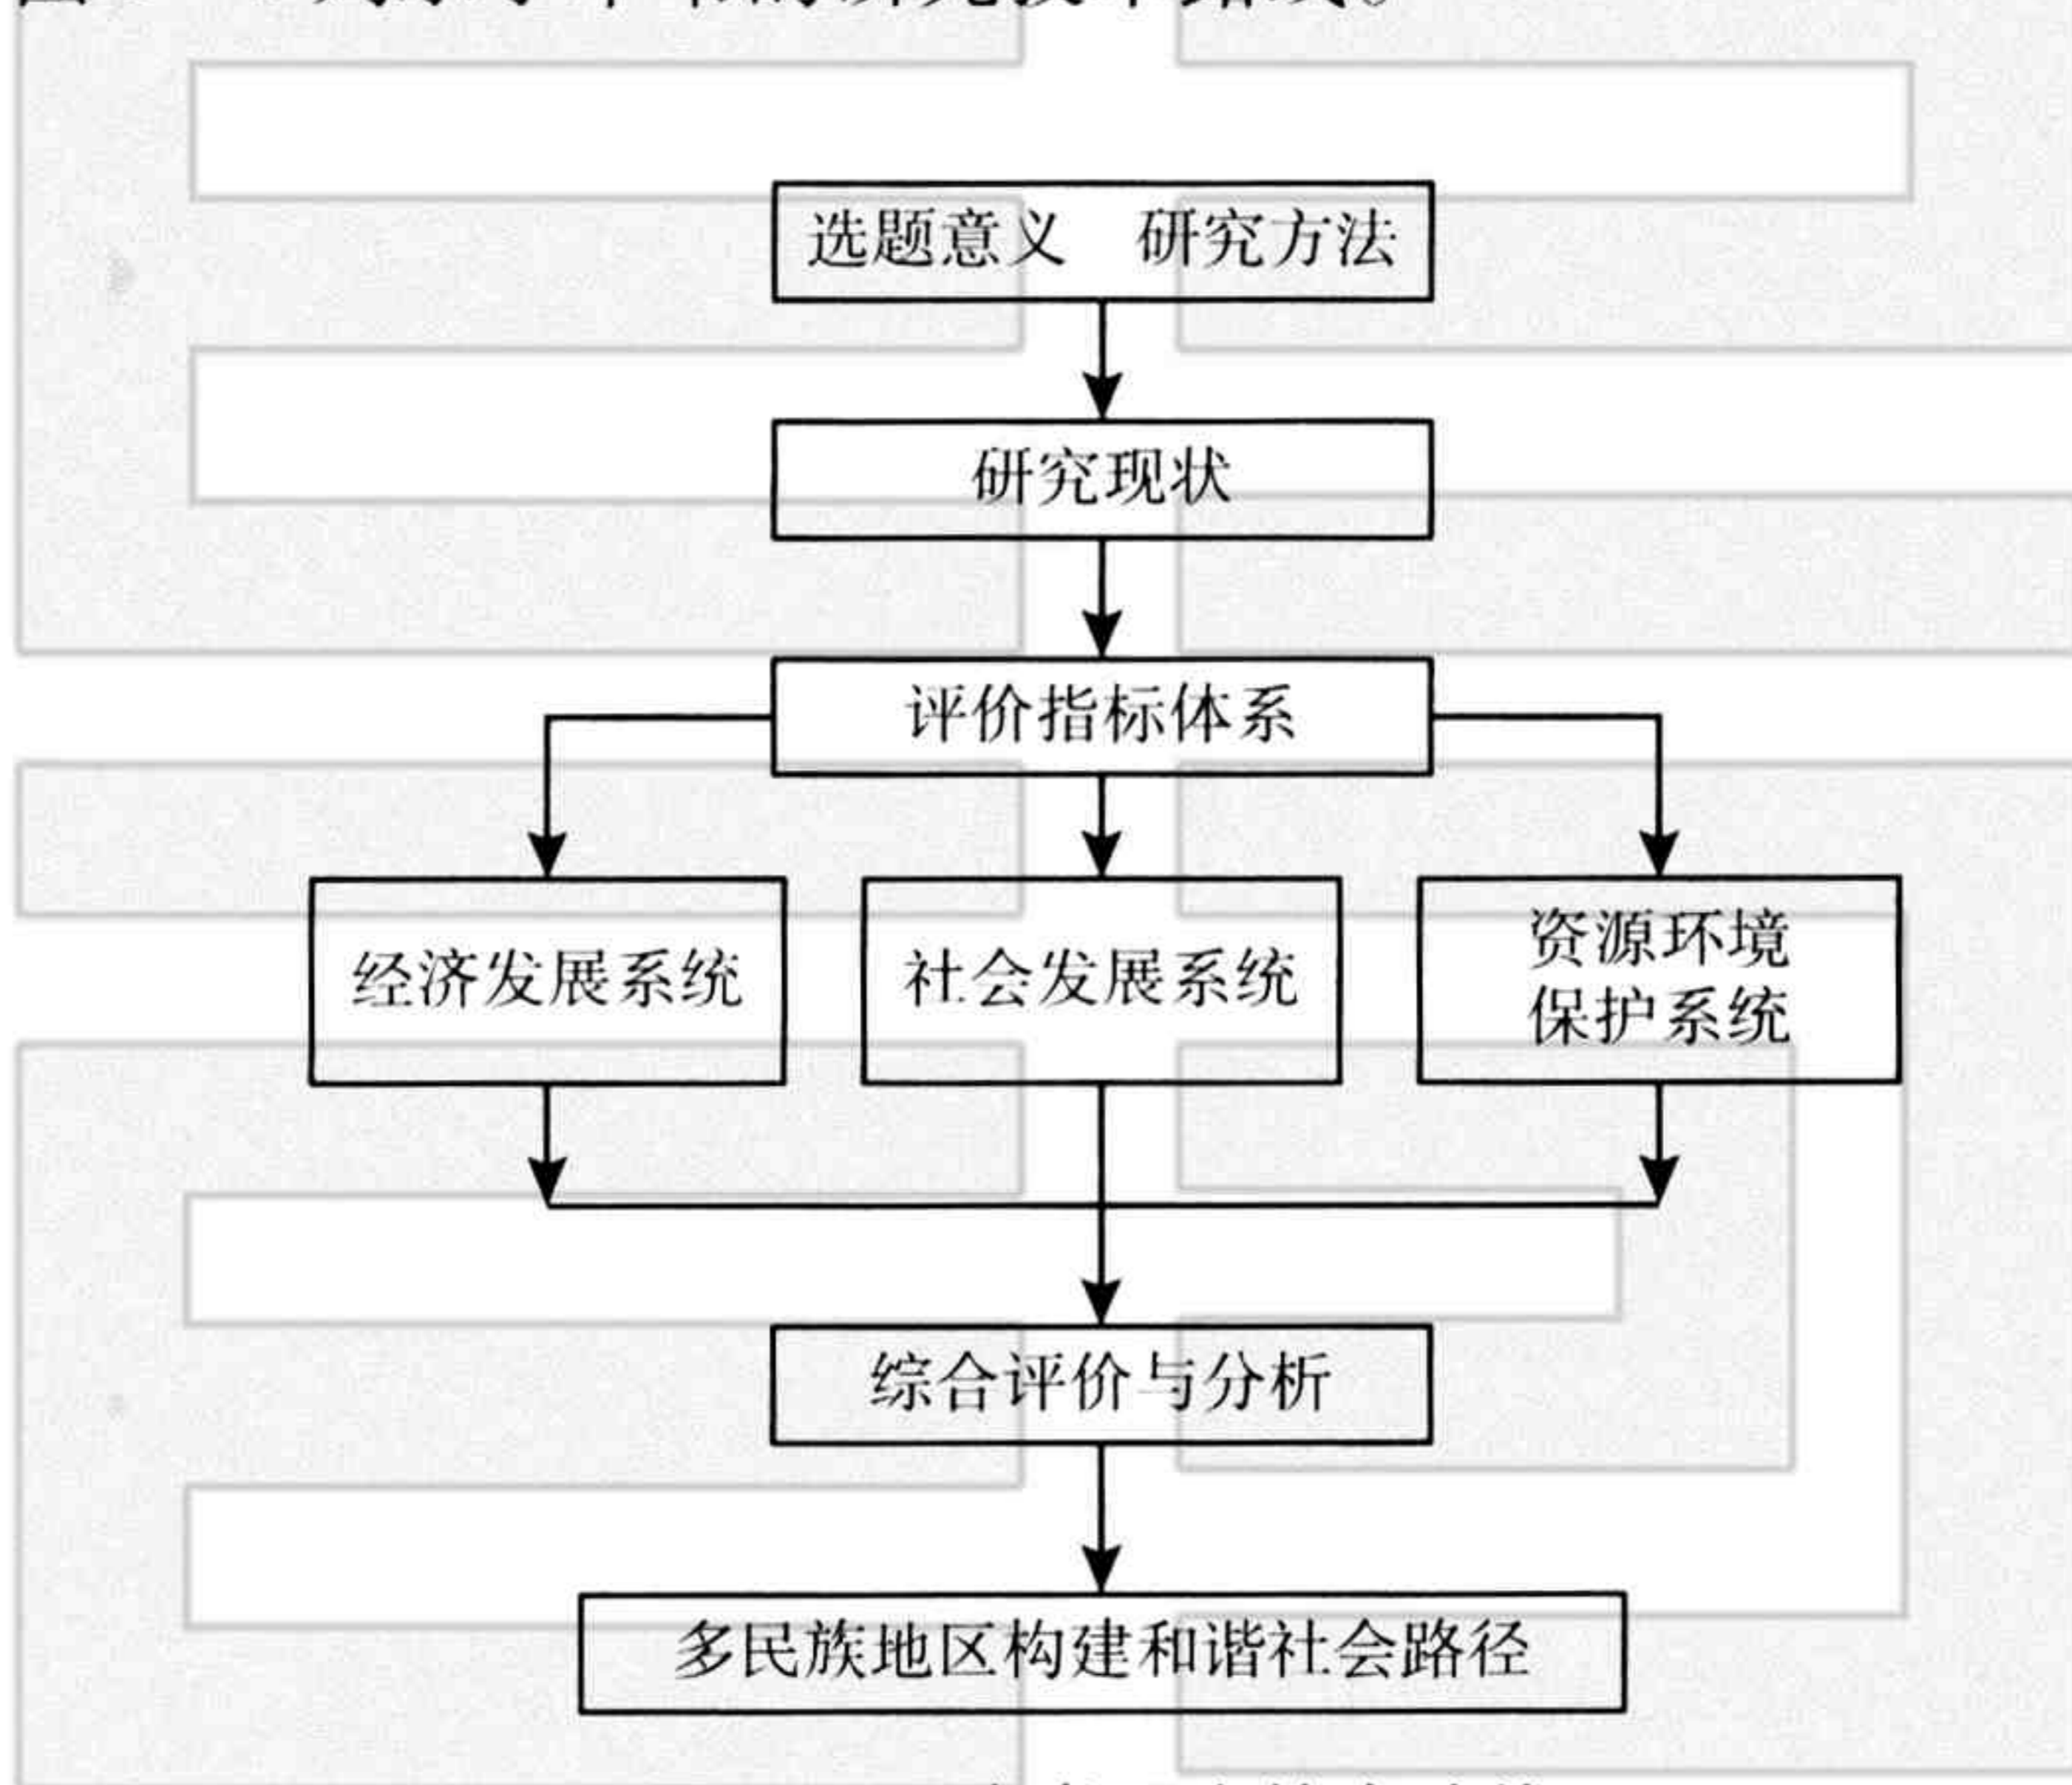 选题意义 研究方法
研究现状
评价指标体系
经济发展系统
社会发展系统
资源环境
保护系统
综合评价与分析
多民族地区构建和谐社会路径